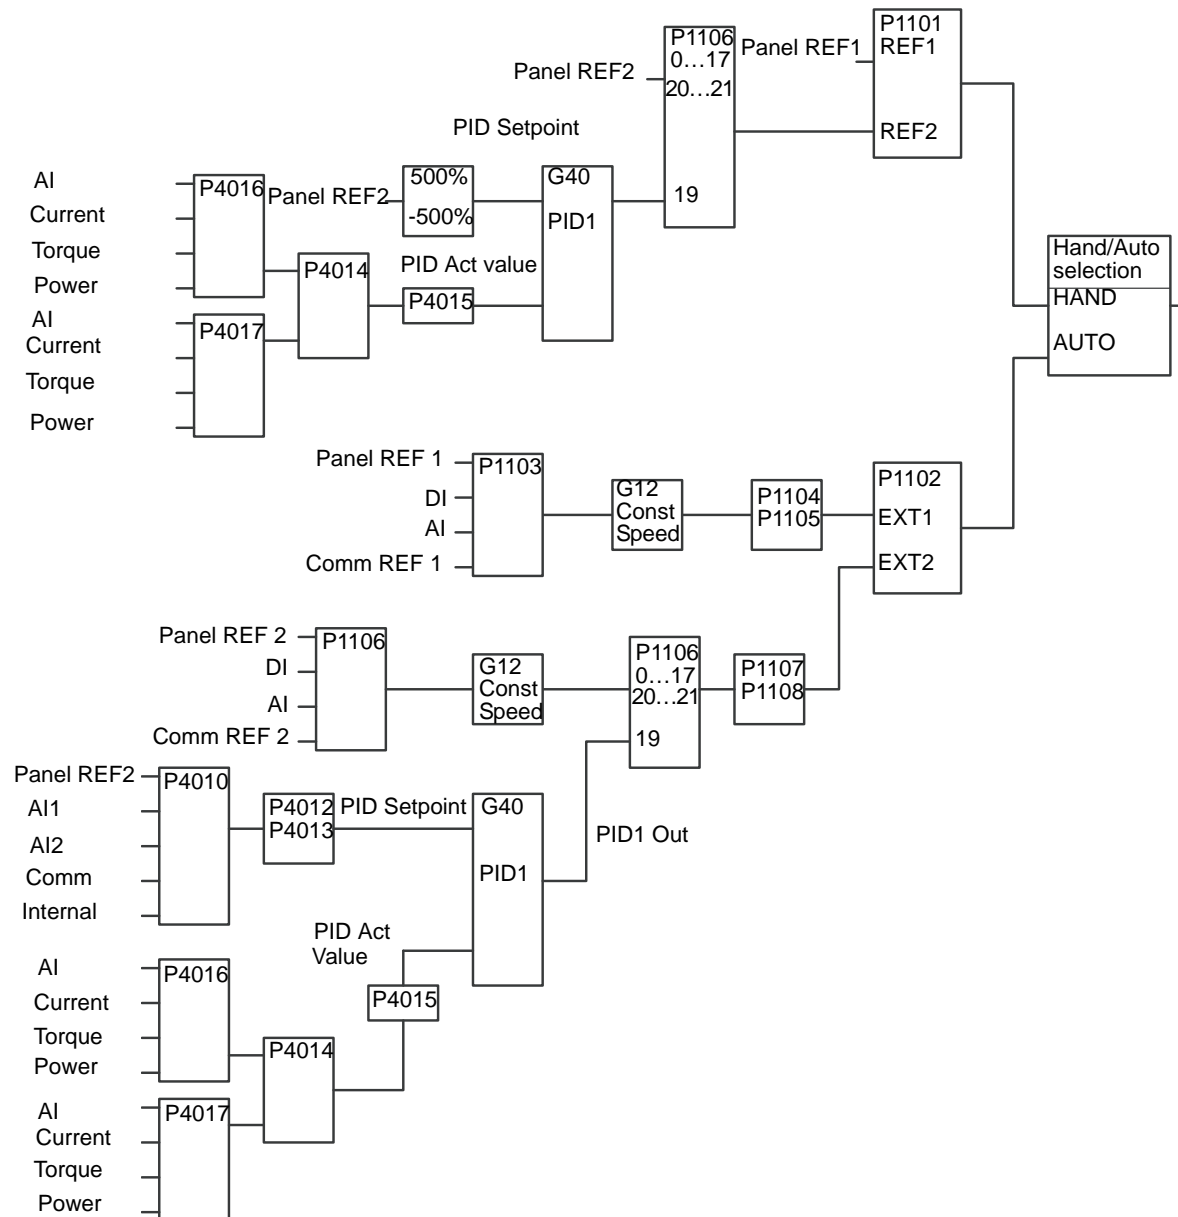 P1106
0...17
20...21
19
Panel REF2
Panel REF1
P1101
REF1
REF2
PID Setpoint
AI
Current
Torque
Power
P4016
Panel REF2
500%
-500%
G40
PID1
PID Act value
P4014
P4015
AI
Current
Torque
Power
P4017
Hand/Auto
selection
HAND
AUTO
Panel REF 1
DI
AI
Comm REF 1
P1103
G12
Const
Speed
P1104
P1105
P1102
EXT1
EXT2
Panel REF 2
DI
AI
Comm REF 2
P1106
G12
Const
Speed
P1106
0...17
20...21
19
P1107
P1108
Panel REF2
AI1
AI2
Comm
Internal
P4010
P4012
P4013
PID Setpoint
G40
PID1
PID1 Out
PID Act
Value
P4015
AI
Current
Torque
Power
P4016
P4014
AI
Current
Torque
Power
P4017